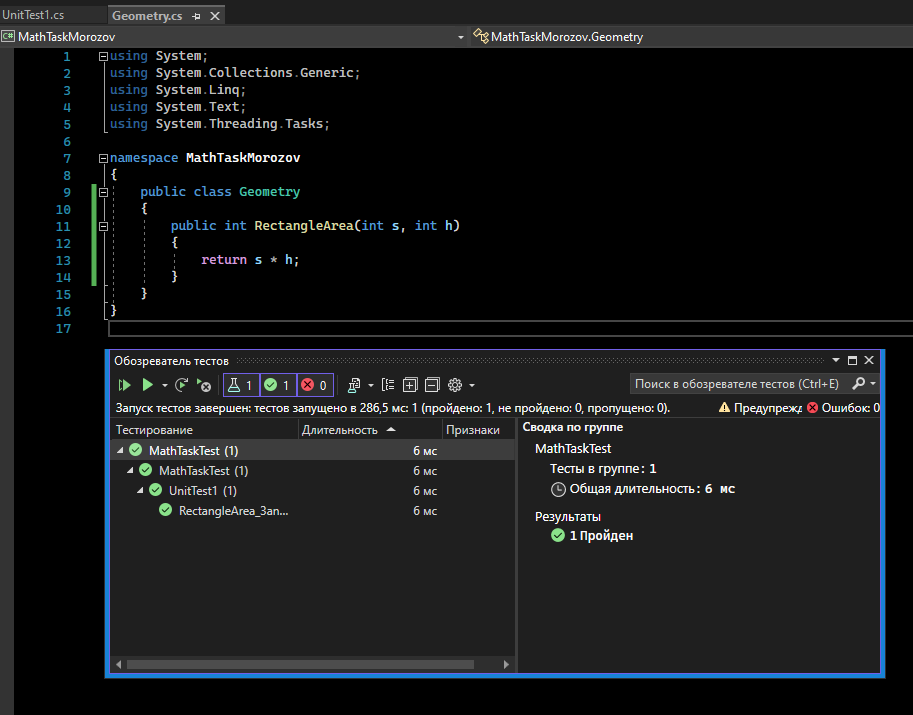 UnitTest1.cs
Geometry.cs
MathTaskMorozov
MathTaskMorozov.Geometry
1 using System;
2 using System.Collections.Generic;
3 using System.Linq;
4 using System.Text;
5 using System.Threading.Tasks;
6
7 namespace MathTaskMorozov
8 {
9 public class Geometry
10 {
11 public int RectangleArea(int s, int h)
12 {
13 return s * h;
14 }
15 }
16 }
17
Обозреватель тестов
1 1 0
Поиск в обозревателе тестов (Ctrl+E)
Запуск тестов завершен: тестов запущено в 286,5 мс: 1 (пройдено: 1, не пройдено: 0, пропущено: 0).
Предупрежд
Ошибок: 0
Тестирование Длительность Признаки
MathTaskTest (1) 6 мс
MathTaskTest (1) 6 мс
UnitTest1 (1) 6 мс
RectangleArea_3an... 6 мс
Сводка по группе
MathTaskTest
Тесты в группе: 1
Общая длительность: 6 мс
Результаты
1 Пройден